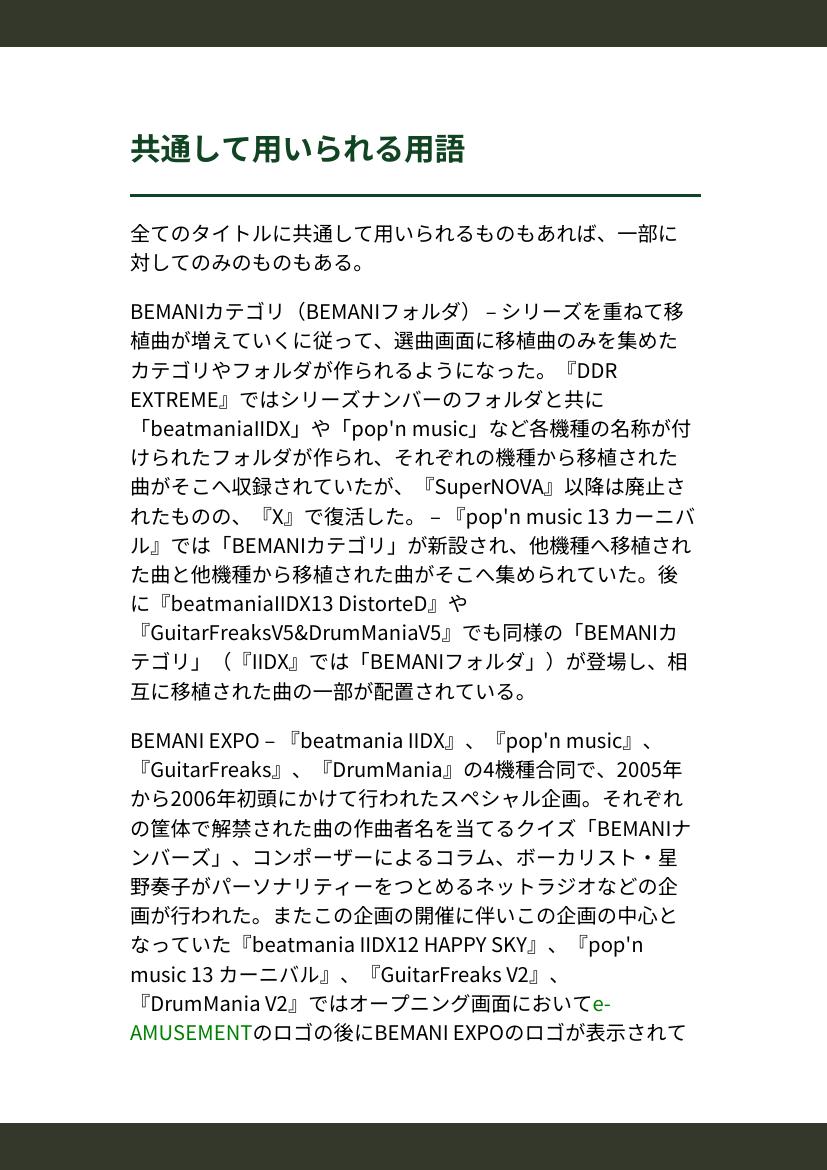 共通して用いられる用語
全てのタイトルに共通して用いられるものもあれば、一部に
対してのみのものもある。
BEMANIカテゴリ（BEMANIフォルダ） – シリーズを重ねて移
植曲が増えていくに従って、選曲画面に移植曲のみを集めた
カテゴリやフォルダが作られるようになった。『DDR
EXTREME』ではシリーズナンバーのフォルダと共に
「beatmaniaIIDX」や「pop'n music」など各機種の名称が付
けられたフォルダが作られ、それぞれの機種から移植された
曲がそこへ収録されていたが、『SuperNOVA』以降は廃止さ
れたものの、『X』で復活した。 – 『pop'n music 13 カーニバ
ル』では「BEMANIカテゴリ」が新設され、他機種へ移植され
た曲と他機種から移植された曲がそこへ集められていた。後
に『beatmaniaIIDX13 DistorteD』や
『GuitarFreaksV5&DrumManiaV5』でも同様の「BEMANIカ
テゴリ」（『IIDX』では「BEMANIフォルダ」）が登場し、相
互に移植された曲の一部が配置されている。
BEMANI EXPO – 『beatmania IIDX』、『pop'n music』、
『GuitarFreaks』、『DrumMania』の4機種合同で、2005年
から2006年初頭にかけて行われたスペシャル企画。それぞれ
の筐体で解禁された曲の作曲者名を当てるクイズ「BEMANIナ
ンバーズ」、コンポーザーによるコラム、ボーカリスト・星
野奏子がパーソナリティーをつとめるネットラジオなどの企
画が行われた。またこの企画の開催に伴いこの企画の中心と
なっていた『beatmania IIDX12 HAPPY SKY』、『pop'n
music 13 カーニバル』、『GuitarFreaks V2』、
『DrumMania V2』ではオープニング画面においてe-
AMUSEMENTのロゴの後にBEMANI EXPOのロゴが表示されて